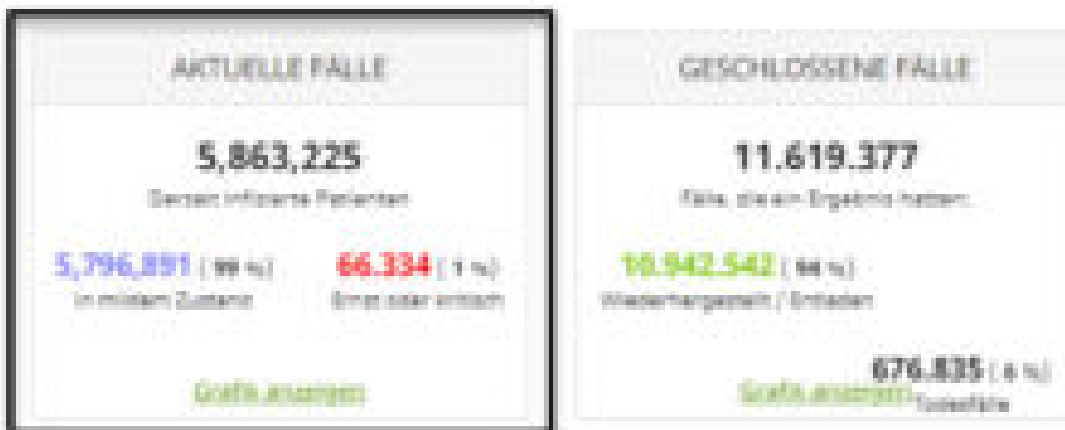 AKTUELLE FÄLLE
5,863,225
Derzeit infizierte Patienten
5,796,891 ( 99 %)
in mildem Zustand
66.334 ( 1 %)
Ernst oder kritisch
Grafik anzeigen
GESCHLOSSENE FÄLLE
11.619.377
Fälle, die ein Ergebnis hatten:
10.942.542 ( 94 %)
Wiederhergestellt / Entladen
676.835 ( 6 %)
Todesfälle
Grafik anzeigen